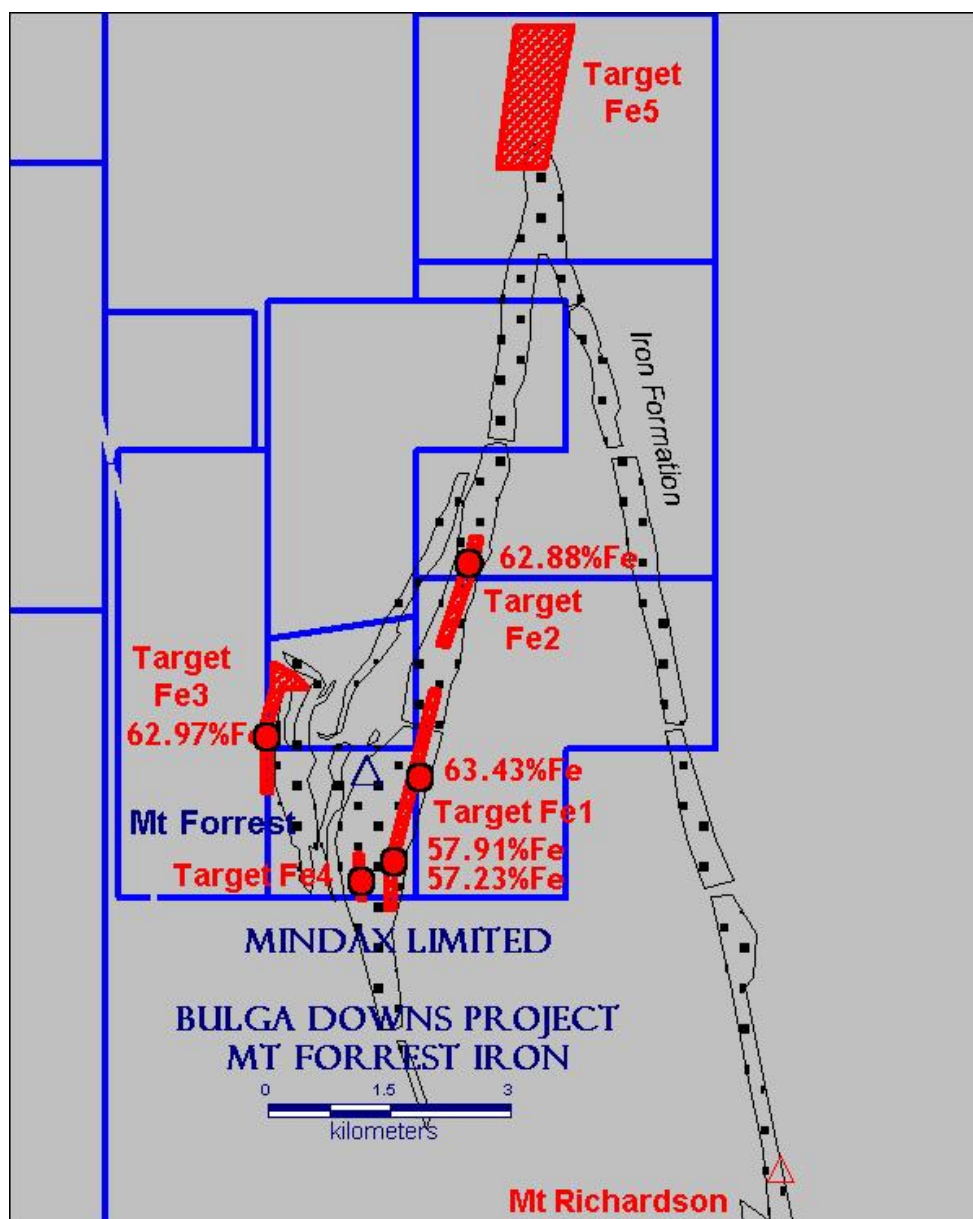 Target
Fe5
Iron Formation
62.88%Fe
Target
Fe2
Target
Fe3
62.97%Fe
63.43%Fe
Mt Forrest
Target Fe1
57.91%Fe
Target Fe4
57.23%Fe
MINDAX LIMITED
BULGA DOWNS PROJECT
MT FORREST IRON
0 1.5 3
kilometers
Mt Richardson